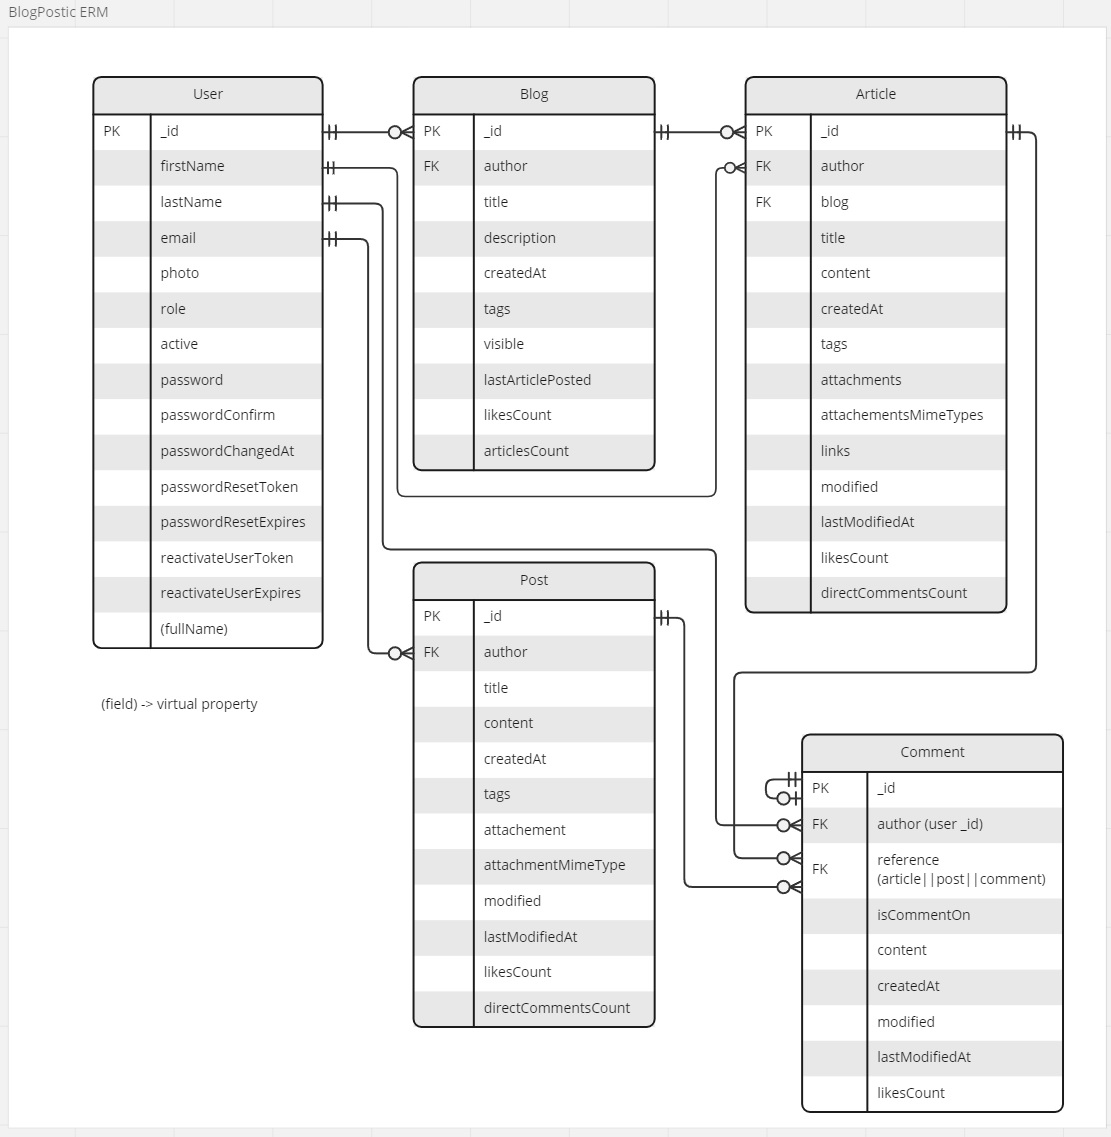 BlogPostic ERM
User
PK _id
firstName
lastName
email
photo
role
active
password
passwordConfirm
passwordChangedAt
passwordResetToken
passwordResetExpires
reactivateUserToken
reactivateUserExpires
(fullName)
(field) -> virtual property
Blog
PK _id
FK author
title
description
createdAt
tags
visible
lastArticlePosted
likesCount
articlesCount
Article
PK _id
FK author
FK blog
title
content
createdAt
tags
attachments
attachementsMimeTypes
links
modified
lastModifiedAt
likesCount
directCommentsCount
Post
PK _id
FK author
title
content
createdAt
tags
attachement
attachmentMimeType
modified
lastModifiedAt
likesCount
directCommentsCount
Comment
PK _id
FK author (user _id)
FK reference
(article||post||comment)
isCommentOn
content
createdAt
modified
lastModifiedAt
likesCount